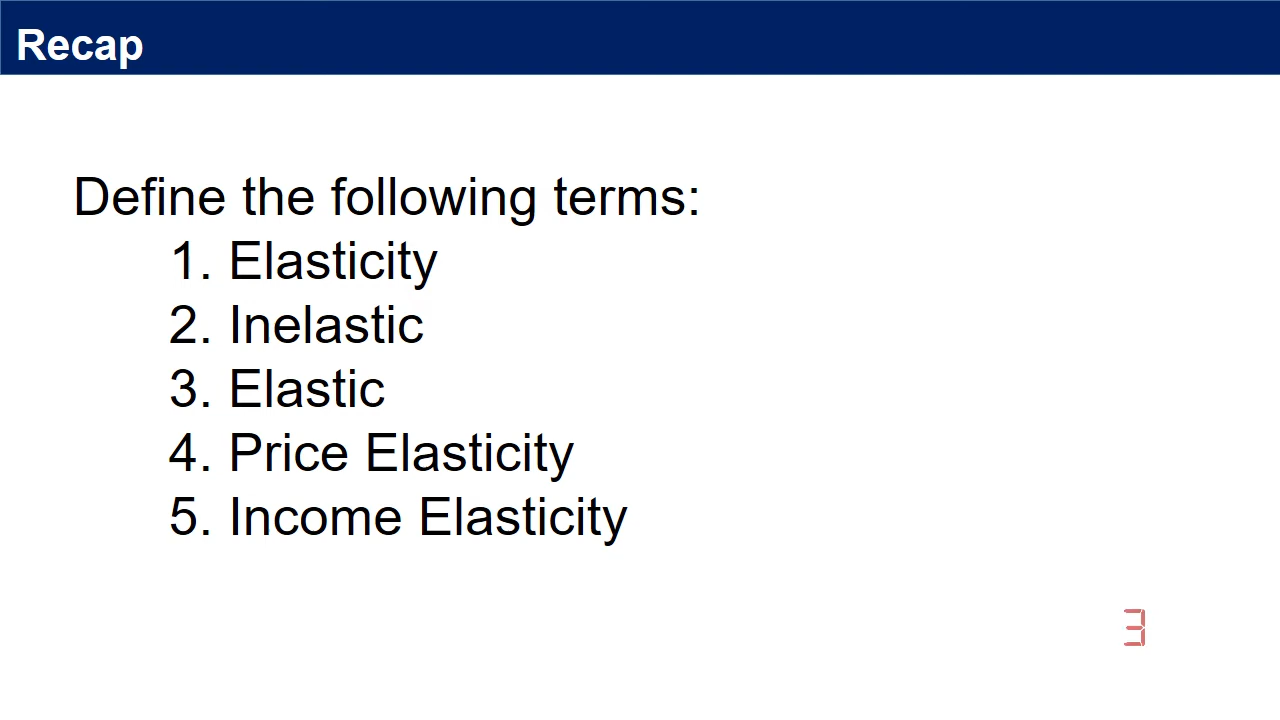 Recap
Define the following terms:
1. Elasticity
2. Inelastic
3. Elastic
4. Price Elasticity
5. Income Elasticity
3